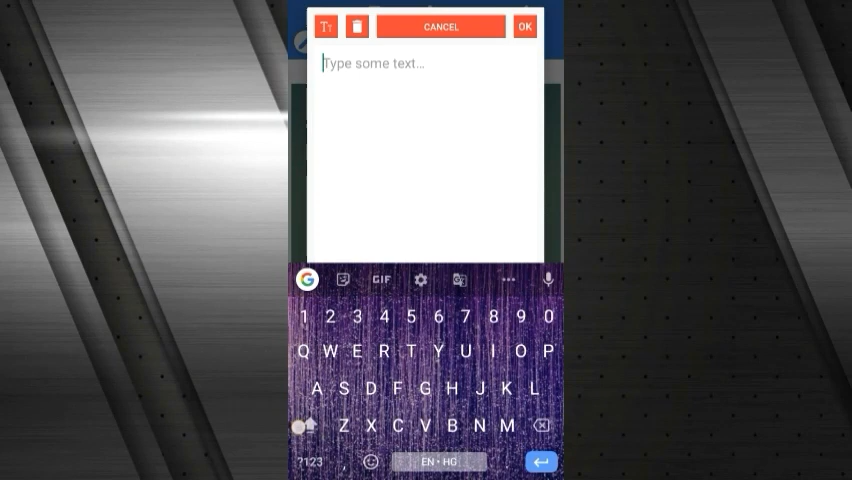 TT CANCEL OK
Type some text...
G GIF
1 2 3 4 5 6 7 8 9 0
Q W E R T Y U I O P
A S D F G H J K L
Z X C V B N M
?123 , EN • HG